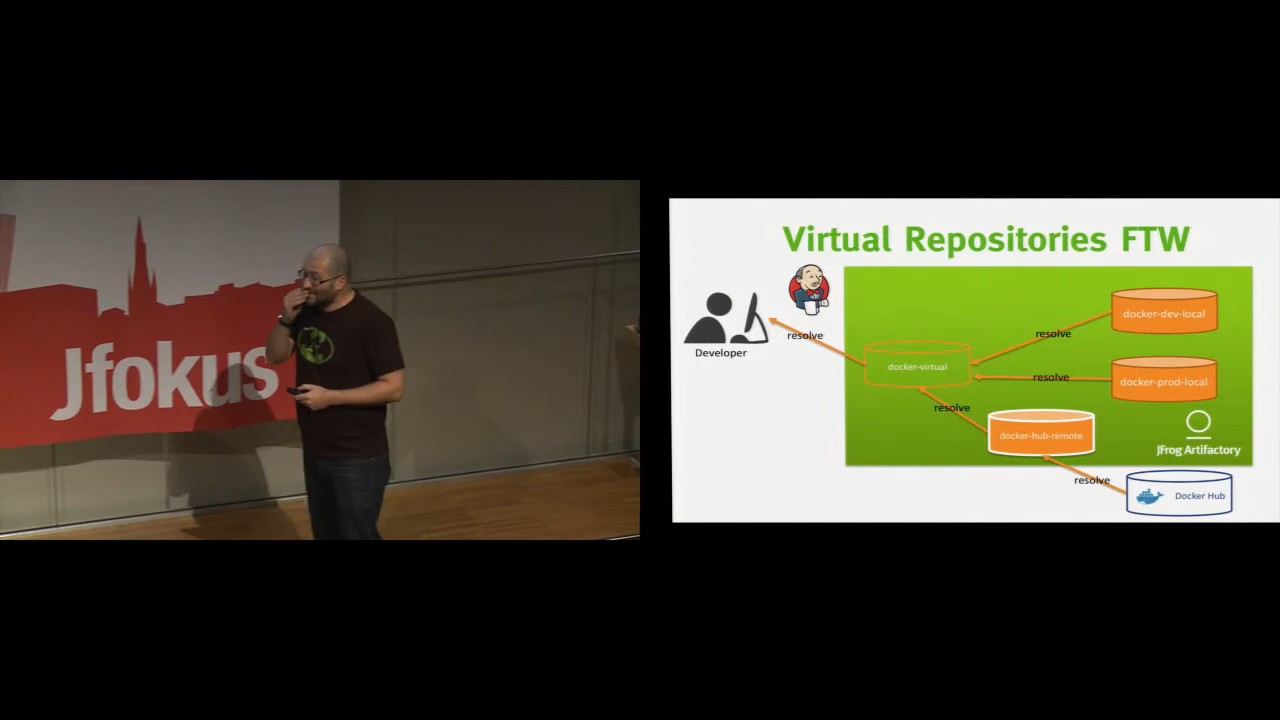 Jfokus
Virtual Repositories FTW
Developer
resolve
docker-virtual
resolve
docker-dev-local
resolve
docker-prod-local
resolve
docker-hub-remote
JFrog Artifactory
resolve
Docker Hub